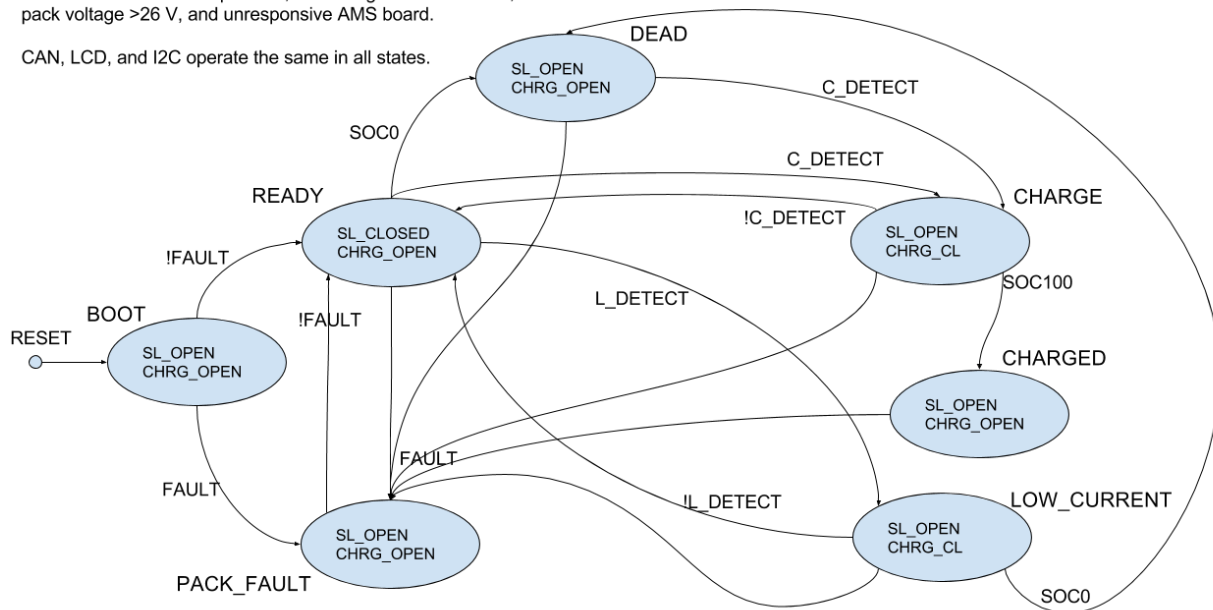 pack voltage >26 V, and unresponsive AMS board.
CAN, LCD, and I2C operate the same in all states.
DEAD
SL_OPEN
CHRG_OPEN
C_DETECT
SOC0
C_DETECT
READY
CHARGE
SL_CLOSED
CHRG_OPEN
!C_DETECT
SL_OPEN
CHRG_CL
!FAULT
SOC100
L_DETECT
BOOT
!FAULT
RESET
SL_OPEN
CHRG_OPEN
CHARGED
SL_OPEN
CHRG_OPEN
FAULT
FAULT
!L_DETECT
LOW_CURRENT
SL_OPEN
CHRG_OPEN
SL_OPEN
CHRG_CL
PACK_FAULT
SOC0